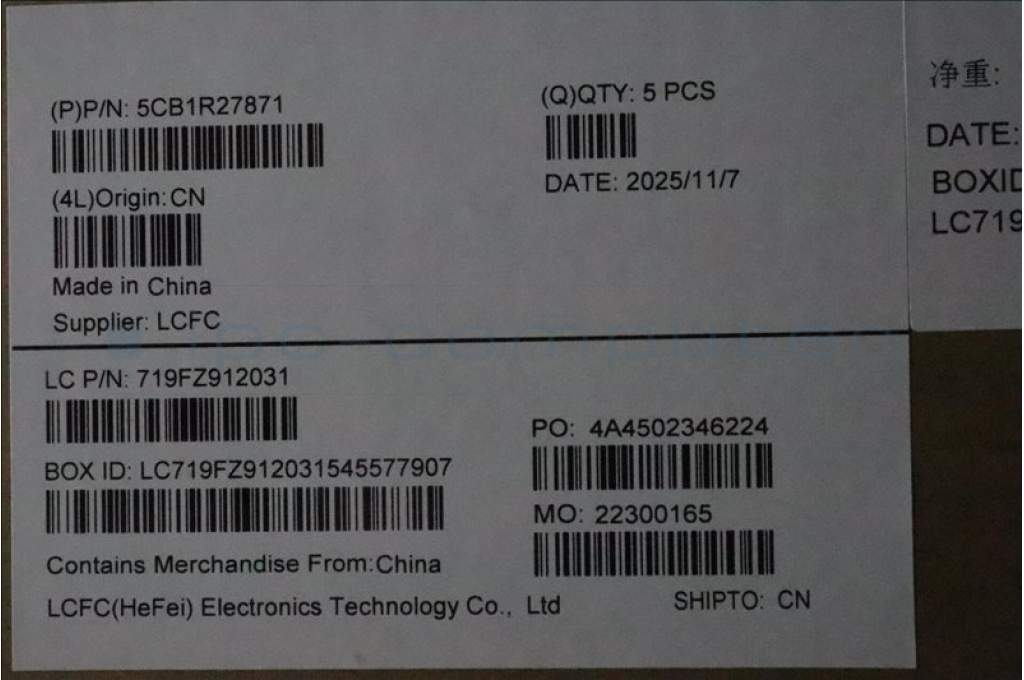 (P)P/N: 5CB1R27871
(Q)QTY: 5 PCS
(4L)Origin:CN
DATE: 2025/11/7
Made in China
Supplier: LCFC
LC P/N: 719FZ912031
PO: 4A4502346224
BOX ID: LC719FZ912031545577907
MO: 22300165
Contains Merchandise From:China
LCFC(HeFei) Electronics Technology Co., Ltd
SHIPTO: CN
净重:
DATE:
BOXID
LC719